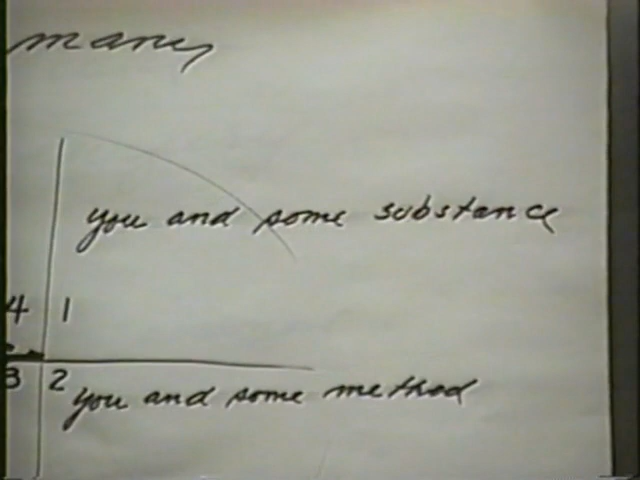 many
you and some substance
4 1
3 2 you and some method